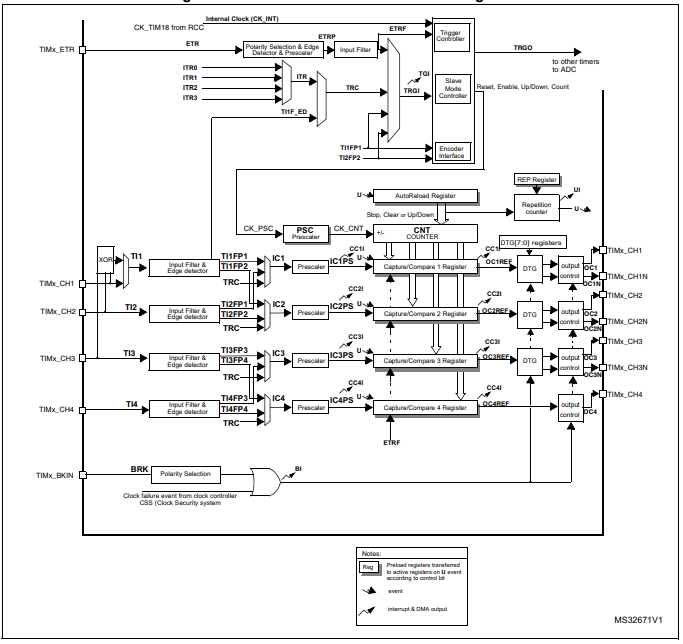 Internal Clock (CK_INT)
CK_TIM18 from RCC
TIMx_ETR
ETR
Polarity Selection & Edge
Detector & Prescaler
ETRP
Input Filter
ETRF
Trigger
Controller
TRGO
to other timers
to ADC
ITR0
ITR1
ITR2
ITR3
ITR
TI1F_ED
TRC
TGI
TRGI
Slave
Mode
Controller
Reset, Enable, Up/Down, Count
TI1FP1
TI2FP2
Encoder
Interface
REP Register
UI
Repetition
counter
U
U
AutoReload Register
Stop, Clear or Up/Down
CK_PSC
PSC
Prescaler
CK_CNT
+/-
CNT
COUNTER
DTG[7:0] registers
XOR
TI1
Input Filter &
Edge detector
TI1FP1
TI1FP2
TRC
IC1
Prescaler
IC1PS
CC1I
U
Capture/Compare 1 Register
CC1I
OC1REF
DTG
output
control
OC1
OC1N
TIMx_CH1
TIMx_CH1N
TIMx_CH1
TIMx_CH2
TI2
Input Filter &
Edge detector
TI2FP1
TI2FP2
TRC
IC2
Prescaler
IC2PS
CC2I
U
Capture/Compare 2 Register
CC2I
OC2REF
DTG
output
control
OC2
OC2N
TIMx_CH2
TIMx_CH2N
TIMx_CH3
TI3
Input Filter &
Edge detector
TI3FP3
TI3FP4
TRC
IC3
Prescaler
IC3PS
CC3I
U
Capture/Compare 3 Register
CC3I
OC3REF
DTG
output
control
OC3
OC3N
TIMx_CH3
TIMx_CH3N
TIMx_CH4
TI4
Input Filter &
Edge detector
TI4FP3
TI4FP4
TRC
IC4
Prescaler
IC4PS
CC4I
U
Capture/Compare 4 Register
CC4I
OC4REF
output
control
OC4
TIMx_CH4
ETRF
TIMx_BKIN
BRK
Polarity Selection
BI
Clock failure event from clock controller
CSS (Clock Security system
Notes:
Reg
Preload registers transferred
to active registers on U event
according to control bit
event
interrupt & DMA output
MS32671V1